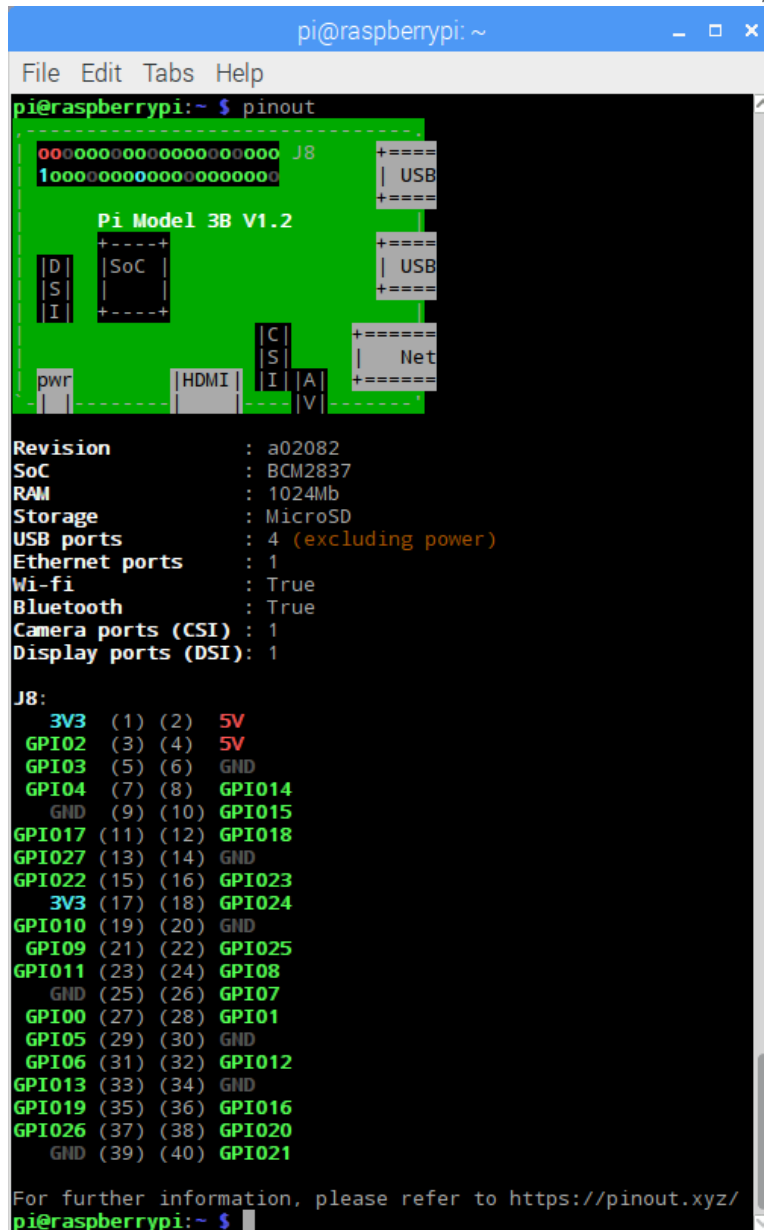 pi@raspberrypi: ~
File Edit Tabs Help
pi@raspberrypi:~ $ pinout
,--------------------------------.
| oooooooooooooooooooo J8     +====
| 1ooooooooooooooooooo        | USB
|                             +====
|      Pi Model 3B V1.2          |
|      +----+                 +====
| |D|  |SoC |                 | USB
| |S|  |    |                 +====
| |I|  +----+                    |
|                   |C|     +======
|                   |S|     |   Net
| pwr        |HDMI| |I||A|  +======
`-| |--------|    |----|V|-------'

Revision           : a02082
SoC                : BCM2837
RAM                : 1024Mb
Storage            : MicroSD
USB ports          : 4 (excluding power)
Ethernet ports     : 1
Wi-fi              : True
Bluetooth          : True
Camera ports (CSI) : 1
Display ports (DSI): 1

J8:
   3V3  (1) (2)  5V
 GPIO2  (3) (4)  5V
 GPIO3  (5) (6)  GND
 GPIO4  (7) (8)  GPIO14
   GND  (9) (10) GPIO15
GPIO17 (11) (12) GPIO18
GPIO27 (13) (14) GND
GPIO22 (15) (16) GPIO23
   3V3 (17) (18) GPIO24
GPIO10 (19) (20) GND
 GPIO9 (21) (22) GPIO25
GPIO11 (23) (24) GPIO8
   GND (25) (26) GPIO7
 GPIO0 (27) (28) GPIO1
 GPIO5 (29) (30) GND
 GPIO6 (31) (32) GPIO12
GPIO13 (33) (34) GND
GPIO19 (35) (36) GPIO16
GPIO26 (37) (38) GPIO20
   GND (39) (40) GPIO21

For further information, please refer to https://pinout.xyz/
pi@raspberrypi:~ $